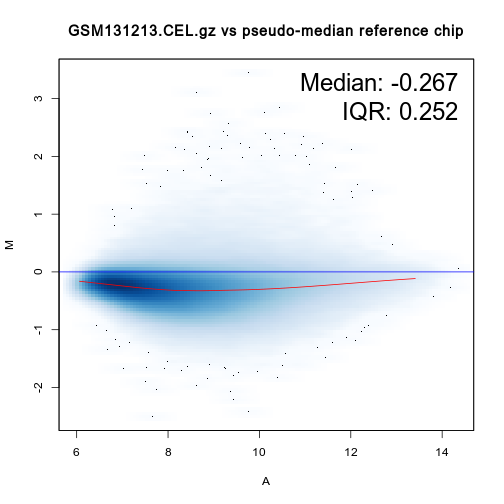 GSM131213.CEL.gz vs pseudo-median reference chip
Median: -0.267
IQR: 0.252
3
2
1
0
-1
-2
M
6 8 10 12 14
A